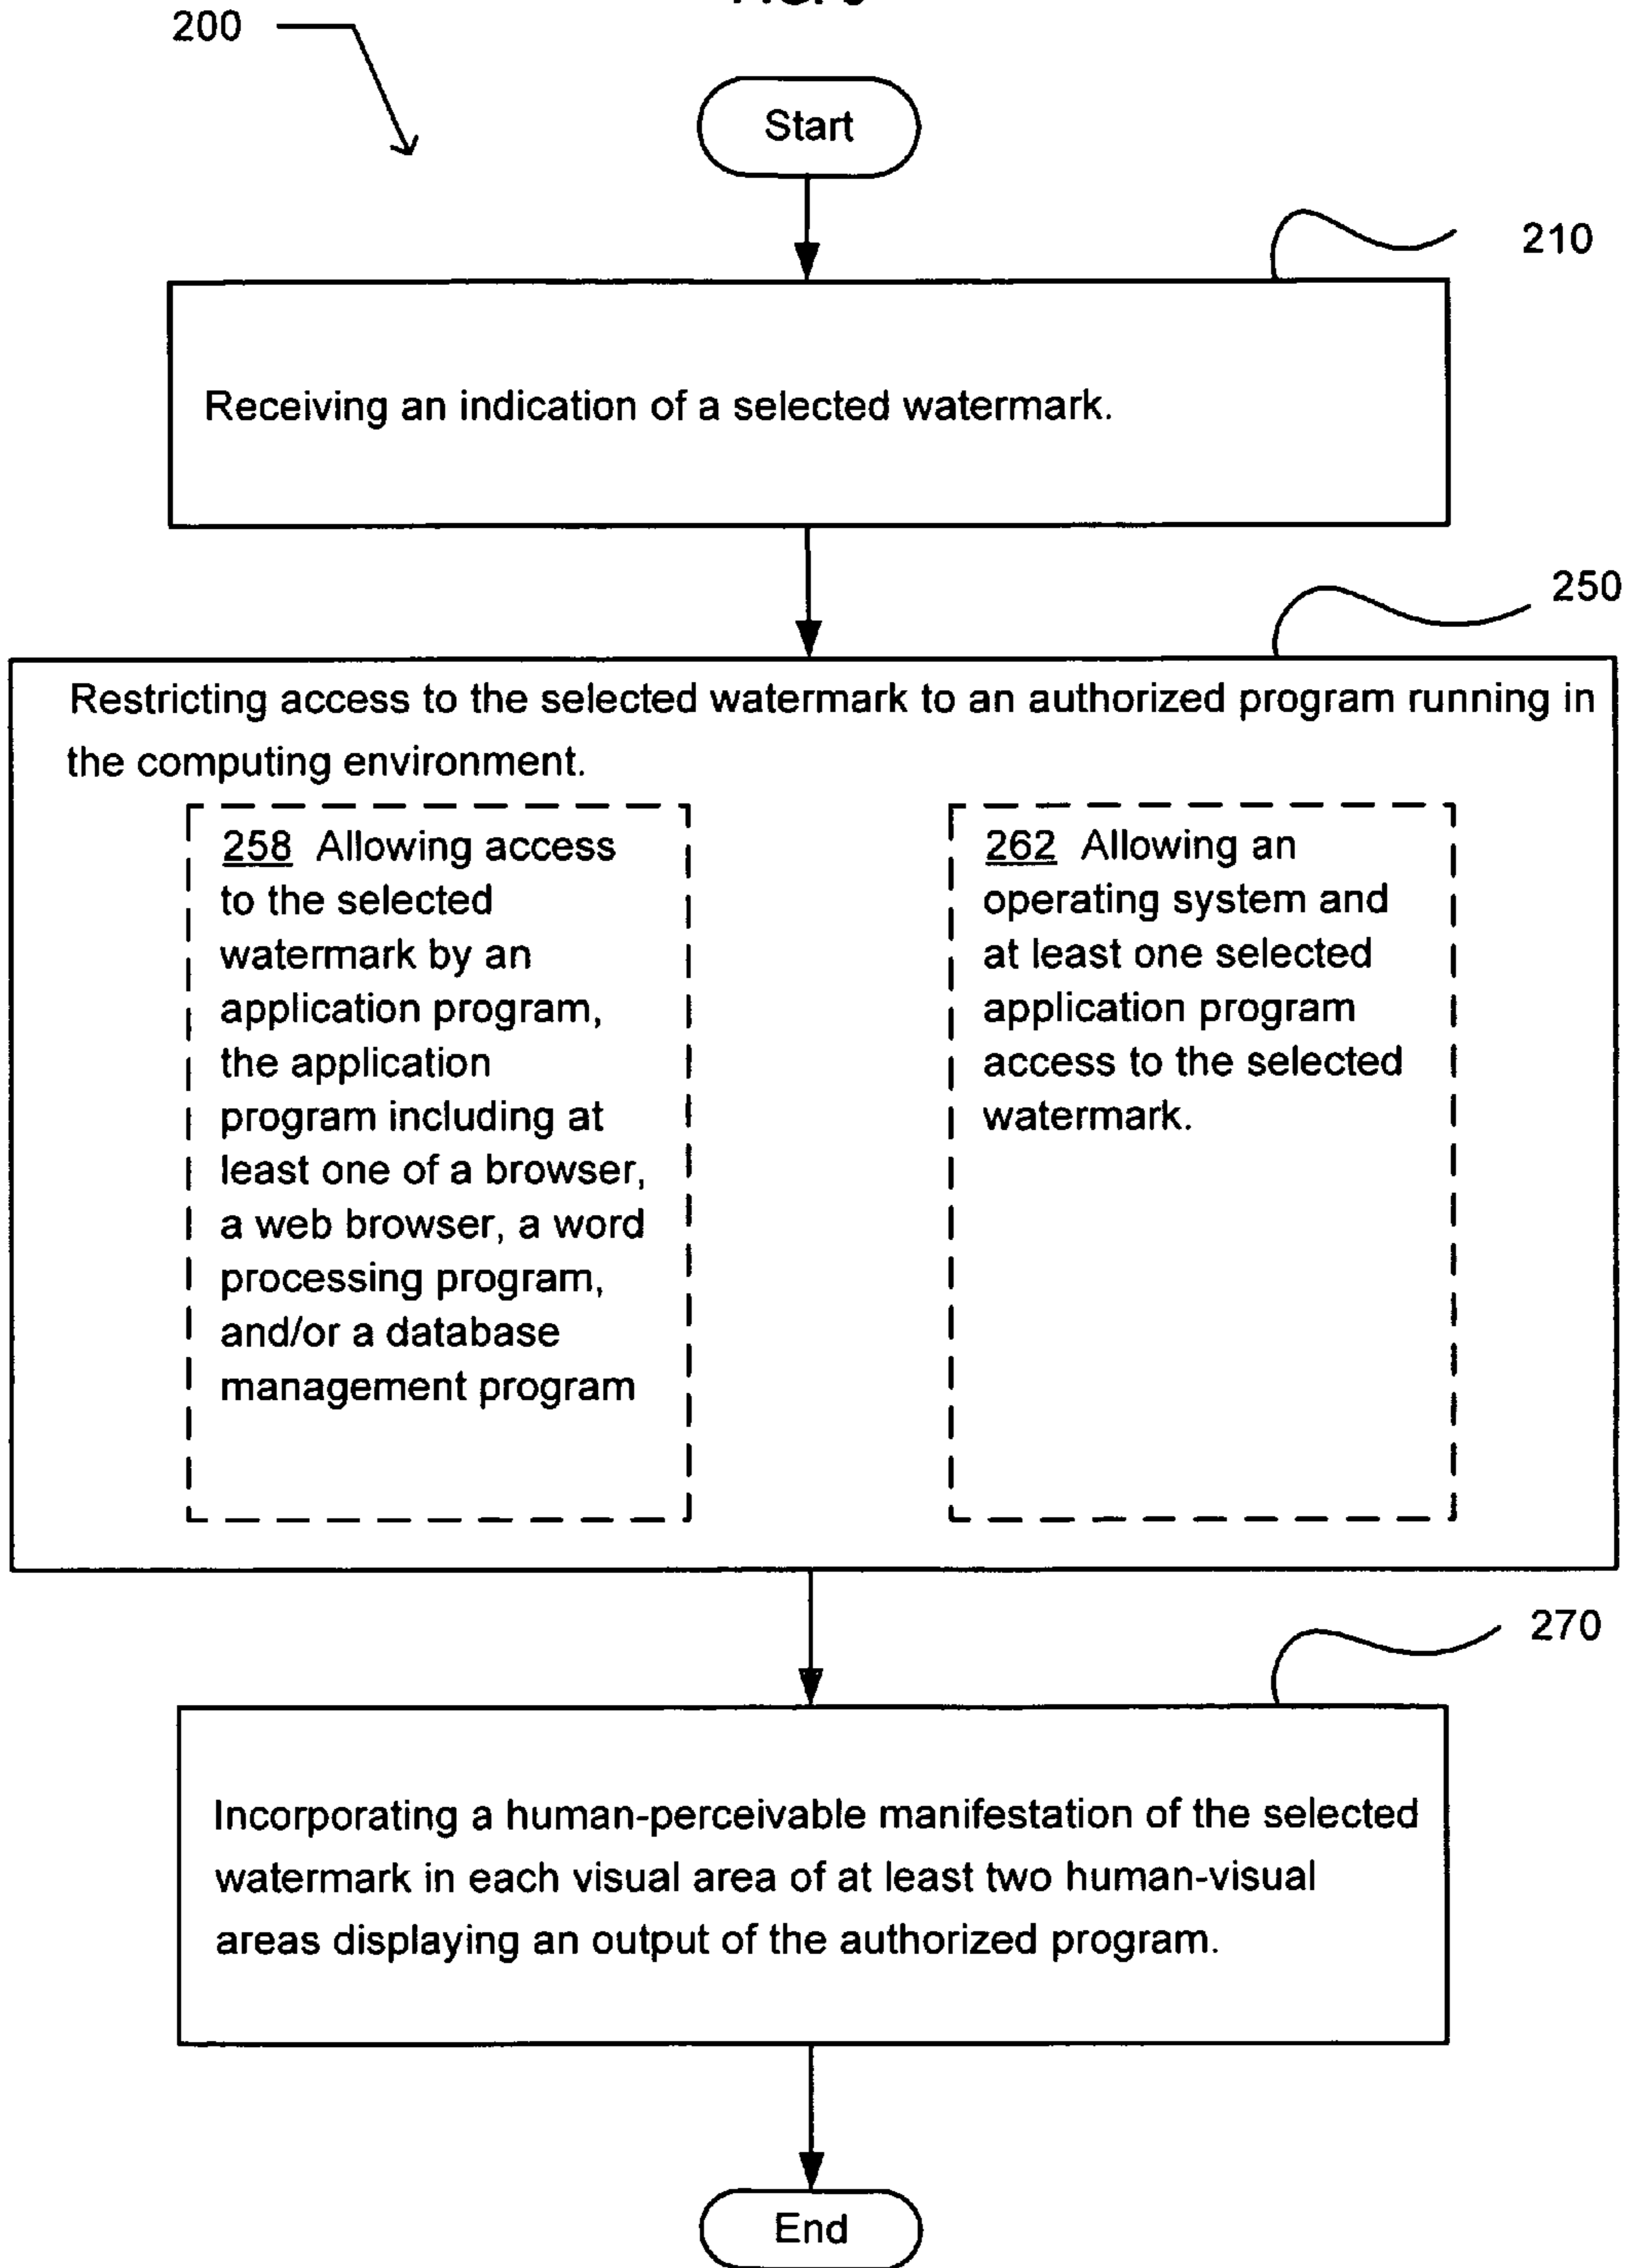 200
Start
210
Receiving an indication of a selected watermark.
250
Restricting access to the selected watermark to an authorized program running in
the computing environment.
258 Allowing access
to the selected
watermark by an
application program,
the application
program including at
least one of a browser,
a web browser, a word
processing program,
and/or a database
management program
262 Allowing an
operating system and
at least one selected
application program
access to the selected
watermark.
270
Incorporating a human-perceivable manifestation of the selected
watermark in each visual area of at least two human-visual
areas displaying an output of the authorized program.
End